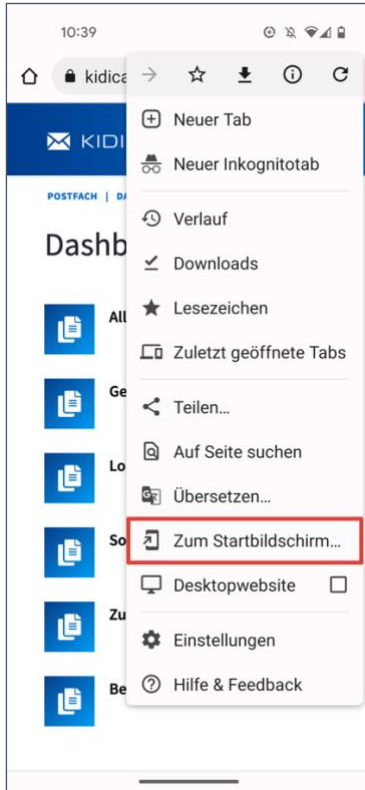 10:39
kidica
KIDI
Neuer Tab
Neuer Inkognitotab
POSTFACH | DA
Verlauf
Dashb
Downloads
All
Lesezeichen
Zuletzt geöffnete Tabs
Ge
Teilen...
Auf Seite suchen
Lo
Übersetzen...
So
Zum Startbildschirm...
Desktopwebsite
Zu
Einstellungen
Be
Hilfe & Feedback